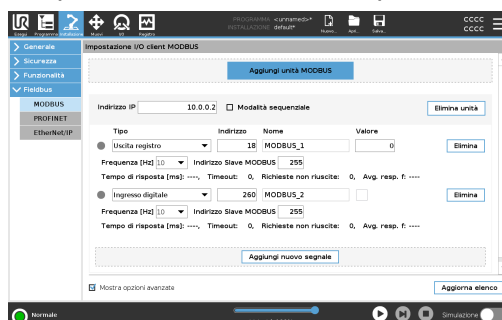 PROGRAMMA <unnamed>*
INSTALLAZIONE default*
cccc
cccc
Esegui Programma Installazione Muovi I/O Registro Nuovo... Apri... Salva...
Generale
Sicurezza
Funzionalità
Fieldbus
MODBUS
PROFINET
EtherNet/IP
Impostazione I/O client MODBUS
Aggiungi unità MODBUS
Indirizzo IP 10.0.0.2 Modalità sequenziale Elimina unità
Tipo Indirizzo Nome Valore
Uscita registro 18 MODBUS_1 0 Elimina
Frequenza [Hz] 10 Indirizzo Slave MODBUS 255
Tempo di risposta [ms]: ----, Timeout: 0, Richieste non riuscite: 0, Avg. resp. f: ----
Ingresso digitale 260 MODBUS_2 Elimina
Frequenza [Hz] 10 Indirizzo Slave MODBUS 255
Tempo di risposta [ms]: ----, Timeout: 0, Richieste non riuscite: 0, Avg. resp. f: ----
Aggiungi nuovo segnale
Mostra opzioni avanzate
Aggiorna elenco
Normale
Simulazione